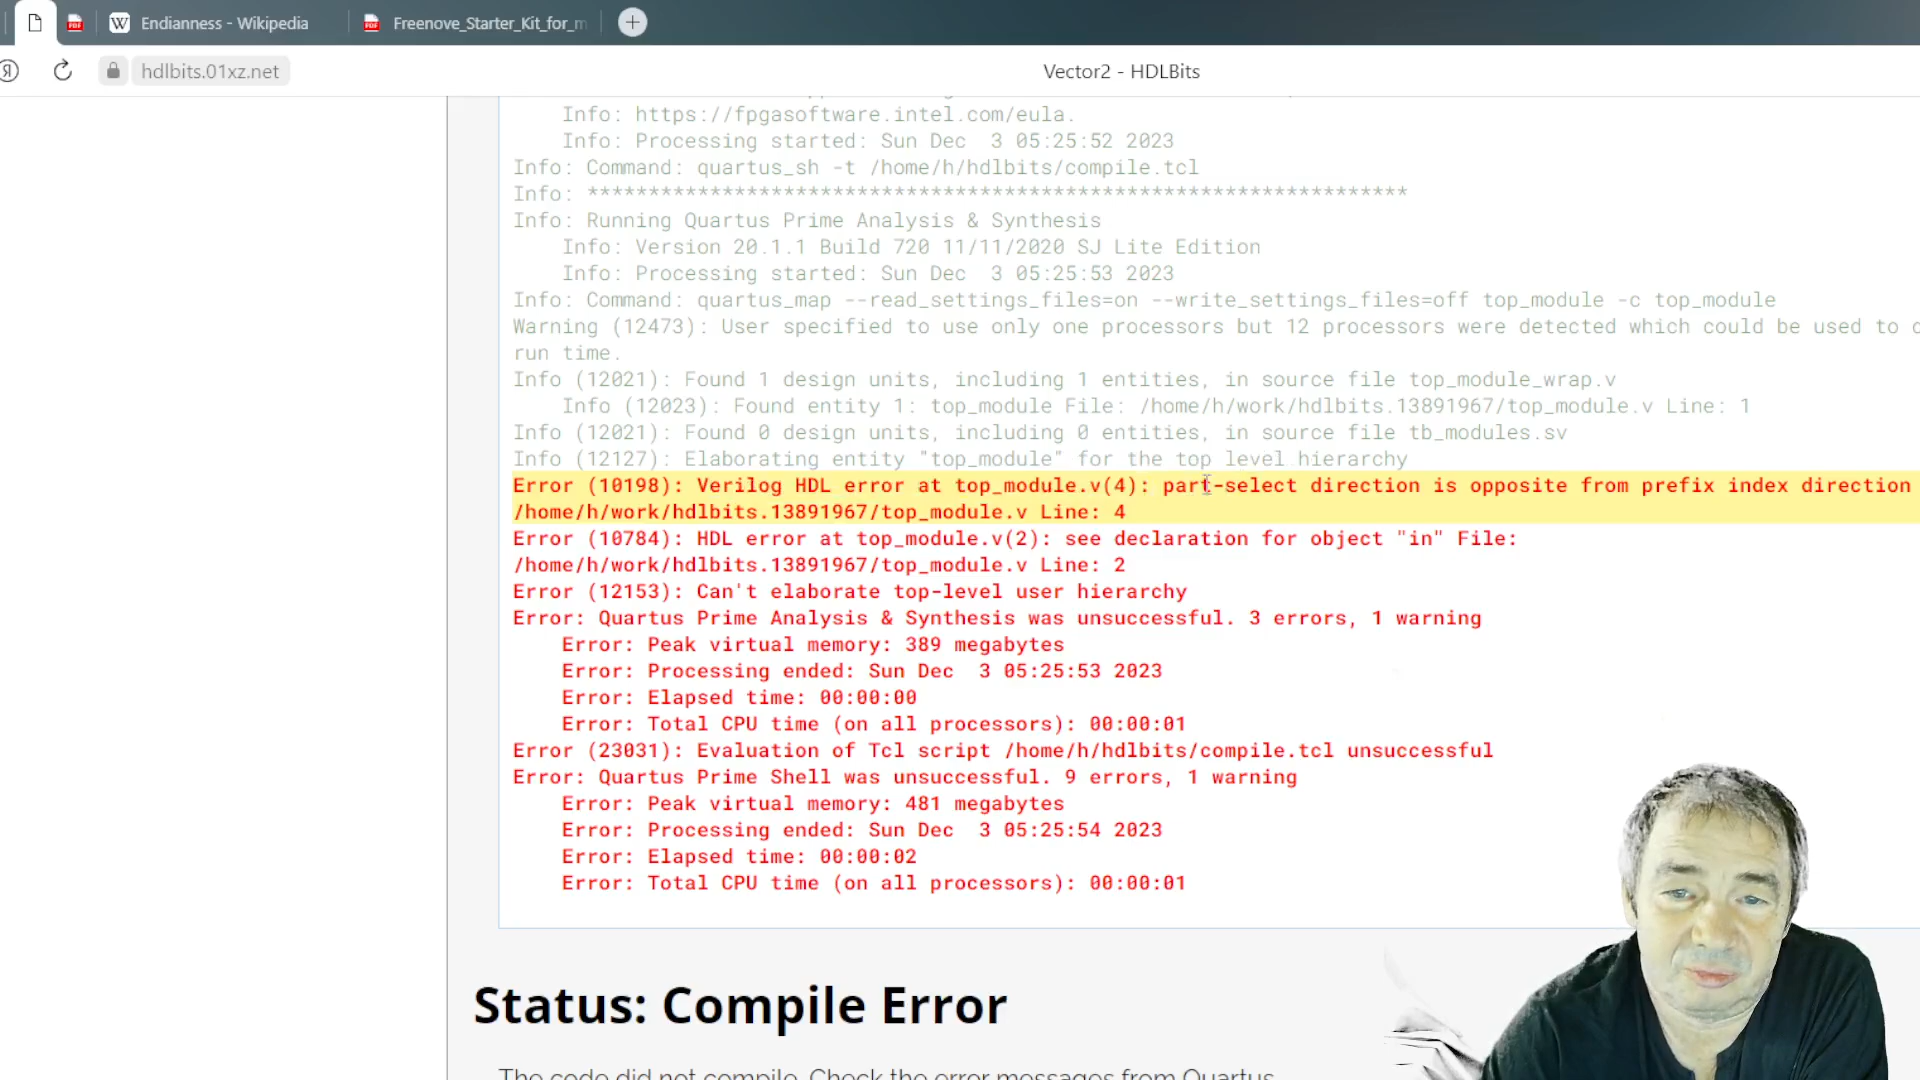 Endianness - Wikipedia
Freenove_Starter_Kit_for_m
hdlbits.01xz.net
Vector2 - HDLBits
Info: https://fpgasoftware.intel.com/eula.
Info: Processing started: Sun Dec  3 05:25:52 2023
Info: Command: quartus_sh -t /home/h/hdlbits/compile.tcl
Info: *******************************************************************
Info: Running Quartus Prime Analysis & Synthesis
Info: Version 20.1.1 Build 720 11/11/2020 SJ Lite Edition
Info: Processing started: Sun Dec  3 05:25:53 2023
Info: Command: quartus_map --read_settings_files=on --write_settings_files=off top_module -c top_module
Warning (12473): User specified to use only one processors but 12 processors were detected which could be used to
run time.
Info (12021): Found 1 design units, including 1 entities, in source file top_module_wrap.v
Info (12023): Found entity 1: top_module File: /home/h/work/hdlbits.13891967/top_module.v Line: 1
Info (12021): Found 0 design units, including 0 entities, in source file tb_modules.sv
Info (12127): Elaborating entity "top_module" for the top level hierarchy
Error (10198): Verilog HDL error at top_module.v(4): part-select direction is opposite from prefix index direction
/home/h/work/hdlbits.13891967/top_module.v Line: 4
Error (10784): HDL error at top_module.v(2): see declaration for object "in" File:
/home/h/work/hdlbits.13891967/top_module.v Line: 2
Error (12153): Can't elaborate top-level user hierarchy
Error: Quartus Prime Analysis & Synthesis was unsuccessful. 3 errors, 1 warning
Error: Peak virtual memory: 389 megabytes
Error: Processing ended: Sun Dec  3 05:25:53 2023
Error: Elapsed time: 00:00:00
Error: Total CPU time (on all processors): 00:00:01
Error (23031): Evaluation of Tcl script /home/h/hdlbits/compile.tcl unsuccessful
Error: Quartus Prime Shell was unsuccessful. 9 errors, 1 warning
Error: Peak virtual memory: 481 megabytes
Error: Processing ended: Sun Dec  3 05:25:54 2023
Error: Elapsed time: 00:00:02
Error: Total CPU time (on all processors): 00:00:01
Status: Compile Error
The code did not compile. Check the error messages from Quartus